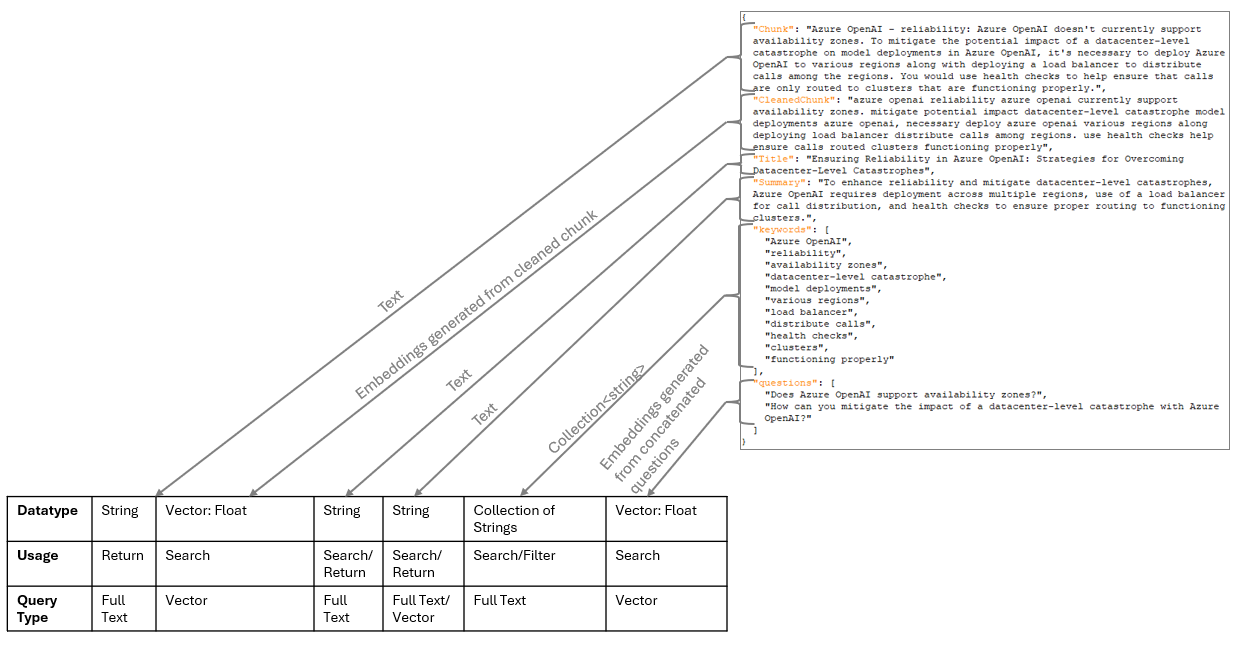 {
"Chunk": "Azure OpenAI - reliability: Azure OpenAI doesn't currently support
availability zones. To mitigate the potential impact of a datacenter-level
catastrophe on model deployments in Azure OpenAI, it's necessary to deploy Azure
OpenAI to various regions along with deploying a load balancer to distribute
calls among the regions. You would use health checks to help ensure that calls
are only routed to clusters that are functioning properly.",
"CleanedChunk": "azure openai reliability azure openai currently support
availability zones. mitigate potential impact datacenter-level catastrophe model
deployments azure openai, necessary deploy azure openai various regions along
deploying load balancer distribute calls among regions. use health checks help
ensure calls routed clusters functioning properly",
"Title": "Ensuring Reliability in Azure OpenAI: Strategies for Overcoming
Datacenter-Level Catastrophes",
"Summary": "To enhance reliability and mitigate datacenter-level catastrophes,
Azure OpenAI requires deployment across multiple regions, use of a load balancer
for call distribution, and health checks to ensure proper routing to functioning
clusters.",
"keywords": [
"Azure OpenAI",
"reliability",
"availability zones",
"datacenter-level catastrophe",
"model deployments",
"various regions",
"load balancer",
"distribute calls",
"health checks",
"clusters",
"functioning properly"
],
"questions": [
"Does Azure OpenAI support availability zones?",
"How can you mitigate the impact of a datacenter-level catastrophe with Azure
OpenAI?"
]
}
Text
Embeddings generated from cleaned chunk
Text
Text
Collection<string>
Embeddings generated
from concatenated
questions
Datatype String Vector: Float String String Collection of Vector: Float
Strings
Usage Return Search Search/ Search/ Search/Filter Search
Return Return
Query Full Vector Full Full Text/ Full Text Vector
Type Text Text Vector